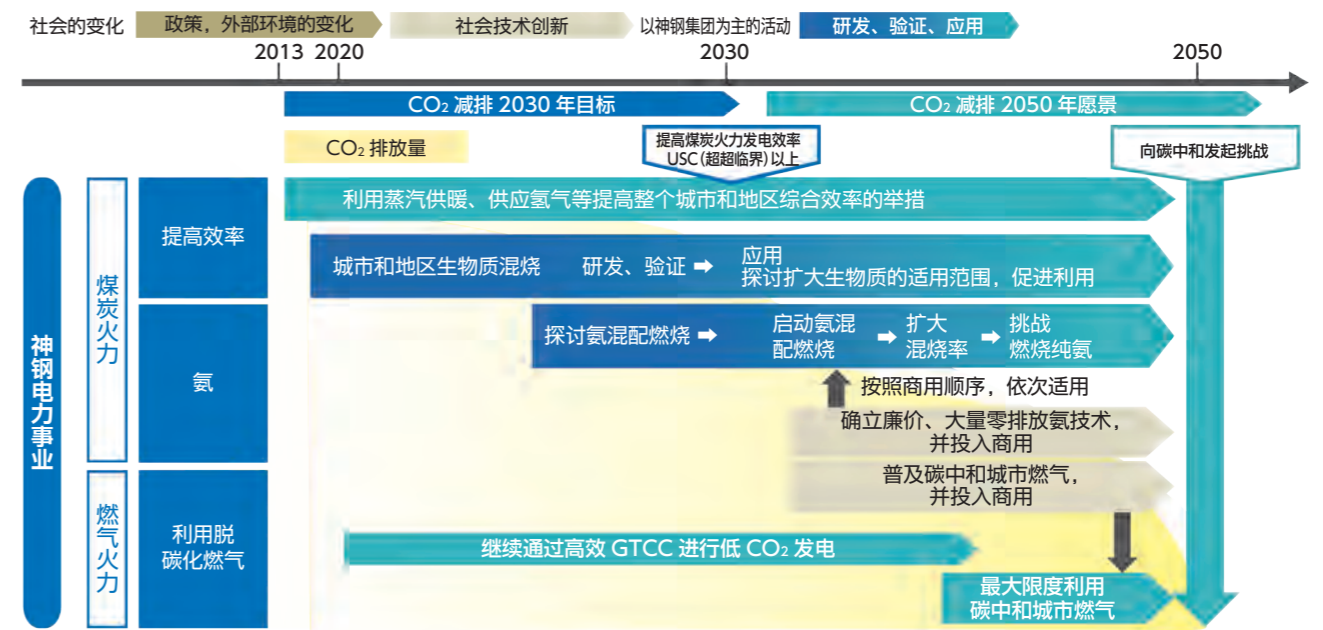 社会的变化 政策，外部环境的变化 社会技术创新 以神钢集团为主的活动 研发、验证、应用
2013 2020 2030 2050
CO₂ 减排 2030 年目标 CO₂ 减排 2050 年愿景
CO₂ 排放量
提高煤炭火力发电效率
USC（超超临界）以上
向碳中和发起挑战
神钢电力事业
煤炭火力
提高效率
利用蒸汽供暖、供应氢气等提高整个城市和地区综合效率的举措
城市和地区生物质混烧 研发、验证 ➡ 应用
探讨扩大生物质的适用范围，促进利用
氨
探讨氨混配燃烧 ➡ 启动氨混
配燃烧 ➡ 扩大
混烧率 ➡ 挑战
燃烧纯氨
按照商用顺序，依次适用
确立廉价、大量零排放氨技术，
并投入商用
普及碳中和城市燃气，
并投入商用
燃气火力
利用脱
碳化燃气
继续通过高效 GTCC 进行低 CO₂ 发电
最大限度利用
碳中和城市燃气